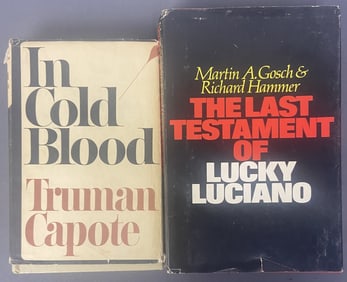 In
Cold
Blood
Truman
Capote
Martin A. Gosch &
Richard Hammer
THE LAST
TESTAMENT
OF
LUCKY
LUCIANO